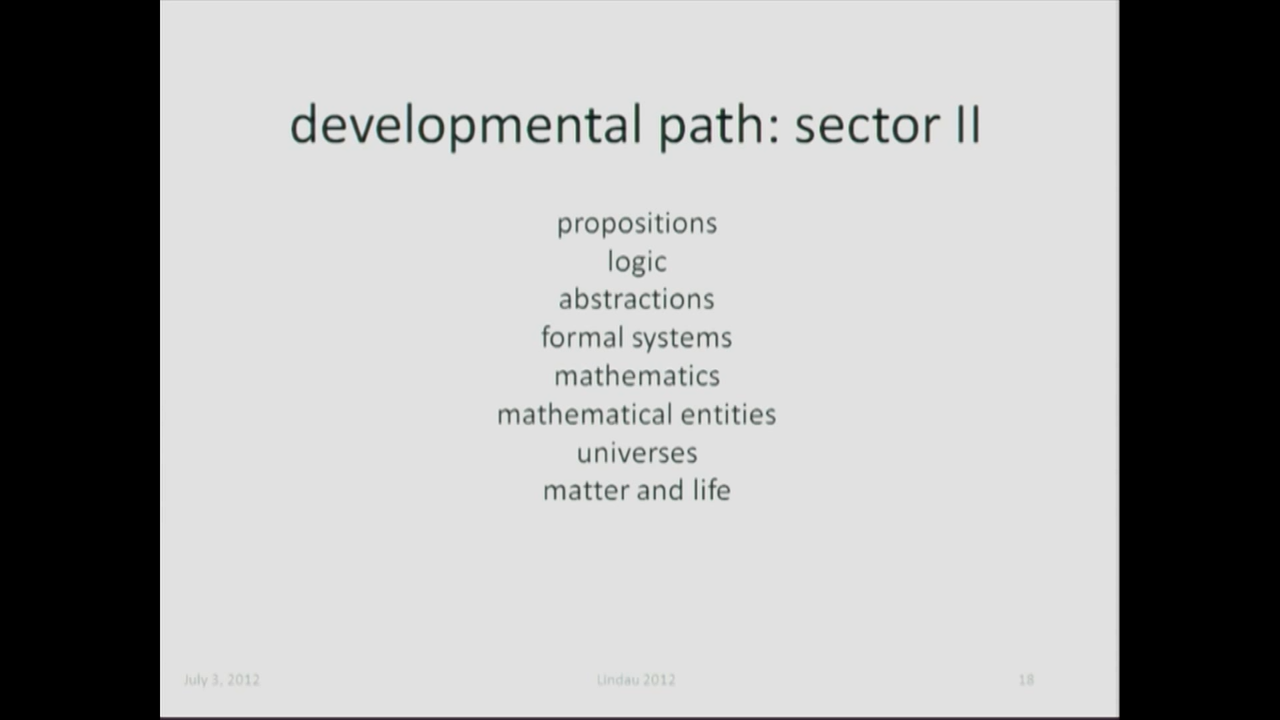 developmental path: sector II
propositions
logic
abstractions
formal systems
mathematics
mathematical entities
universes
matter and life
July 3, 2012
Lindau 2012
18